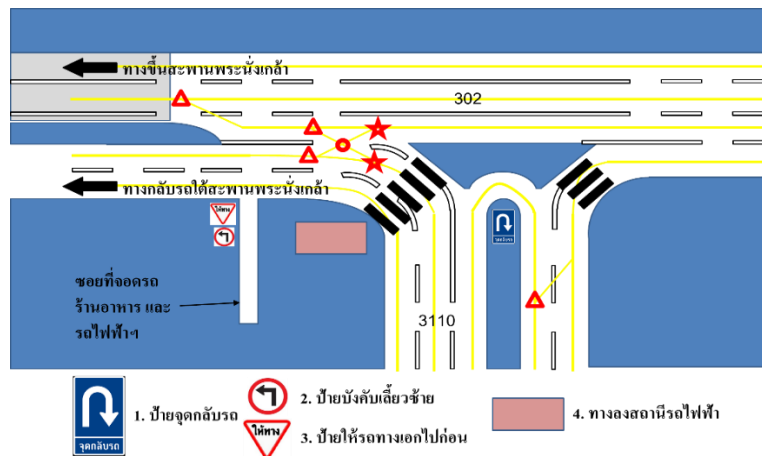 ทางขึ้นสะพานพระนั่งเกล้า
302
ทางกลับรถใต้สะพานพระนั่งเกล้า
ให้ทาง
จุดกลับรถ
ซอยที่จอดรถ
ร้านอาหาร และ
รถไฟฟ้าฯ
3110
1. ป้ายจุดกลับรถ
จุดกลับรถ
2. ป้ายบังคับเลี้ยวซ้าย
ให้ทาง
3. ป้ายให้รถทางเอกไปก่อน
4. ทางลงสถานีรถไฟฟ้า